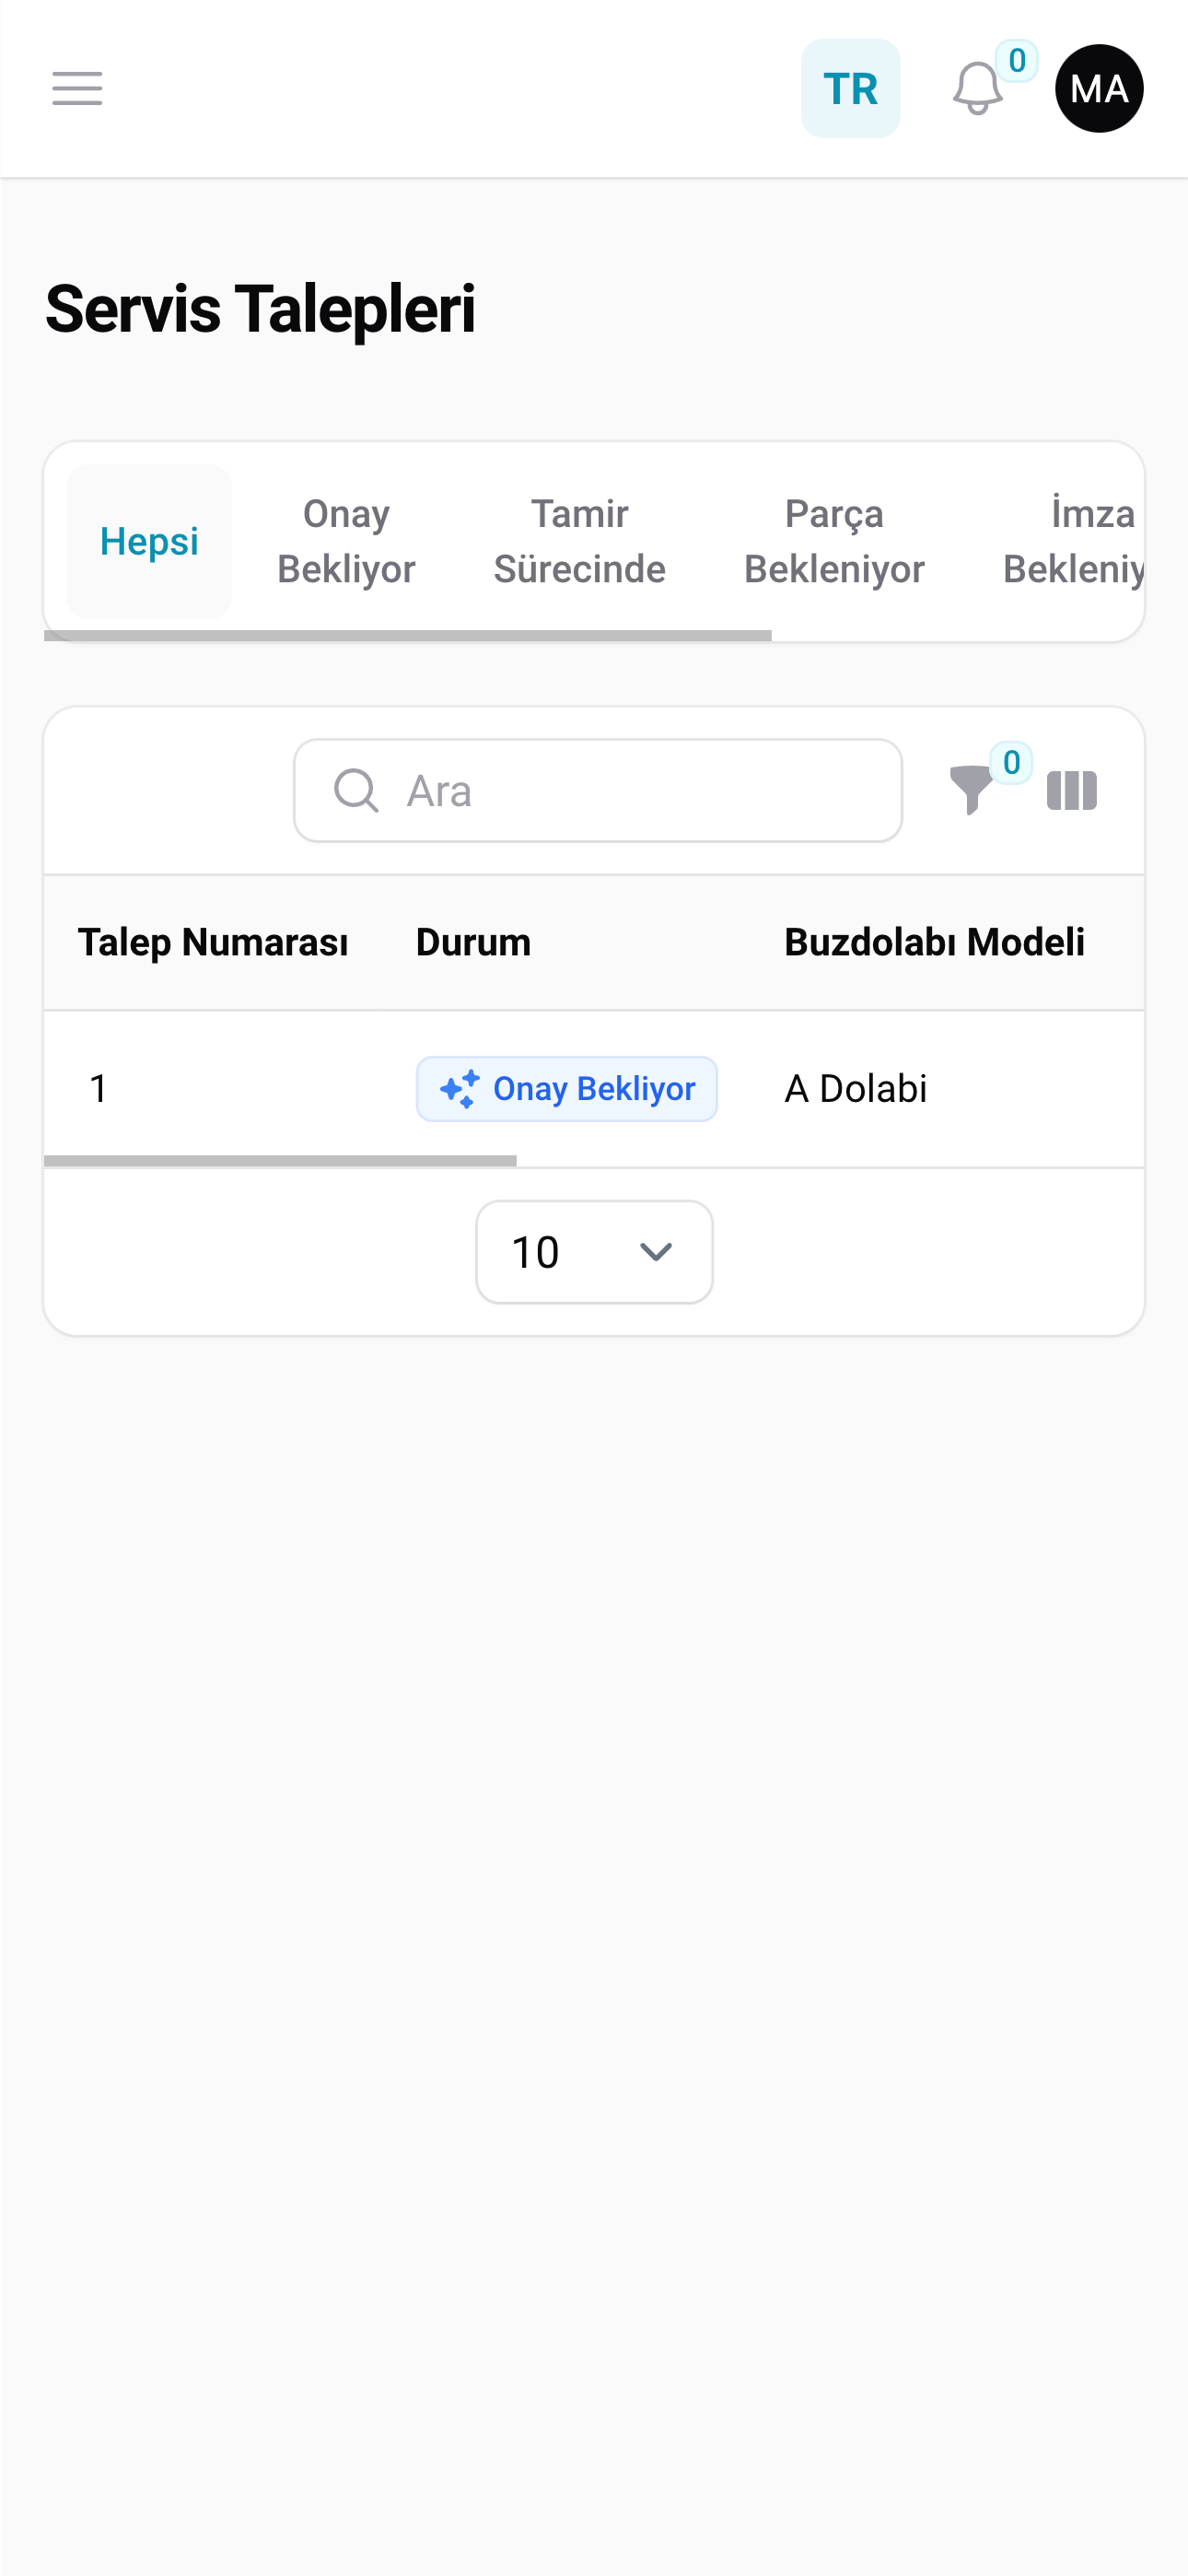 TR
0
MA
Servis Talepleri
Hepsi
Onay
Bekliyor
Tamir
Sürecinde
Parça
Bekleniyor
İmza
Bekleniy
Ara
0
Talep Numarası Durum Buzdolabı Modeli
1 Onay Bekliyor A Dolabi
10